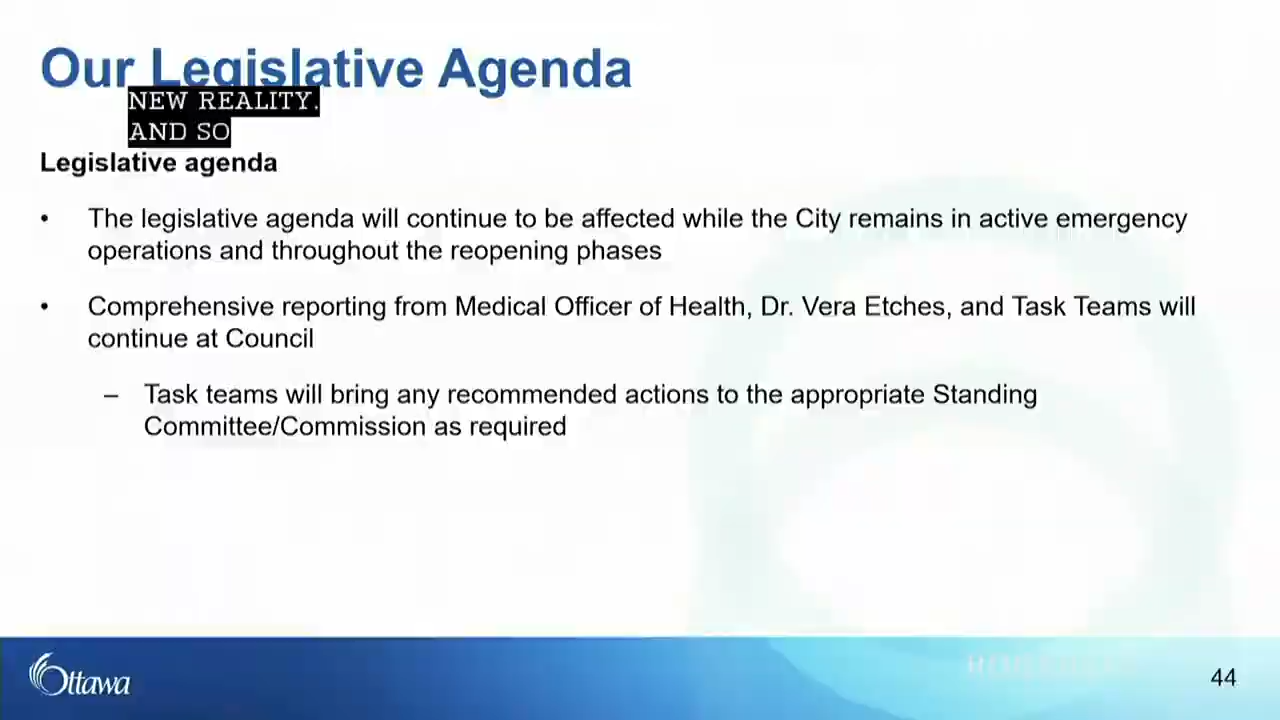 Our Legislative Agenda
NEW REALITY.
AND SO
Legislative agenda
• The legislative agenda will continue to be affected while the City remains in active emergency
operations and throughout the reopening phases
• Comprehensive reporting from Medical Officer of Health, Dr. Vera Etches, and Task Teams will
continue at Council
– Task teams will bring any recommended actions to the appropriate Standing
Committee/Commission as required
Ottawa
44